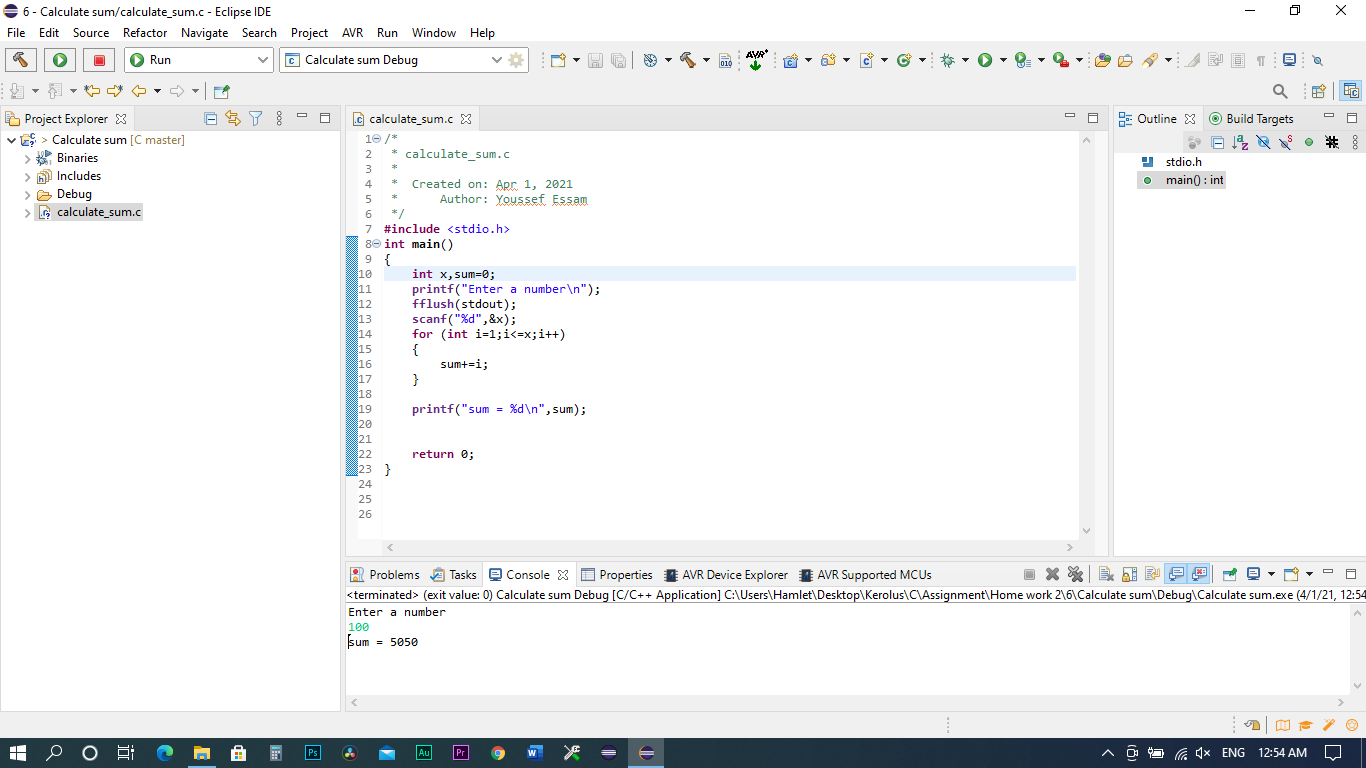 6 - Calculate sum/calculate_sum.c - Eclipse IDE
File Edit Source Refactor Navigate Search Project AVR Run Window Help
Run
Calculate sum Debug
AVR
010
Project Explorer
> Calculate sum [C master]
Binaries
Includes
Debug
calculate_sum.c
calculate_sum.c
1 /*
2  * calculate_sum.c
3  *
4  *  Created on: Apr 1, 2021
5  *      Author: Youssef Essam
6  */
7 #include <stdio.h>
8 int main()
9 {
10     int x,sum=0;
11     printf("Enter a number\n");
12     fflush(stdout);
13     scanf("%d",&x);
14     for (int i=1;i<=x;i++)
15     {
16         sum+=i;
17     }
18
19     printf("sum = %d\n",sum);
20
21
22     return 0;
23 }
24
25
26
Outline Build Targets
stdio.h
main() : int
Problems Tasks Console Properties AVR Device Explorer AVR Supported MCUs
<terminated> (exit value: 0) Calculate sum Debug [C/C++ Application] C:\Users\Hamlet\Desktop\Kerolus\C\Assignment\Home work 2\6\Calculate sum\Debug\Calculate sum.exe (4/1/21, 12:54
Enter a number
100
sum = 5050
Ps Au Pr W
ENG 12:54 AM